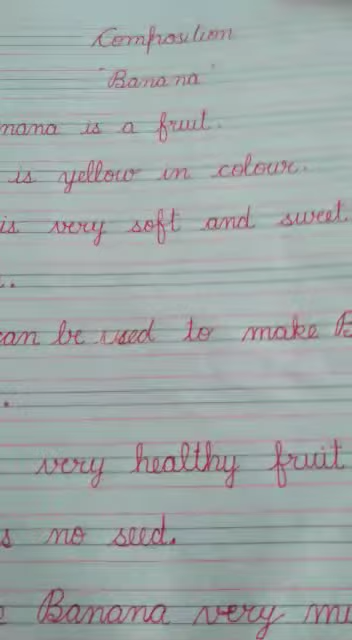 Composition
"Banana"
nana is a fruit.
is yellow in colour.
is very soft and sweet
.
can be used to make B
.
very healthy fruit
s no seed.
e Banana very mu